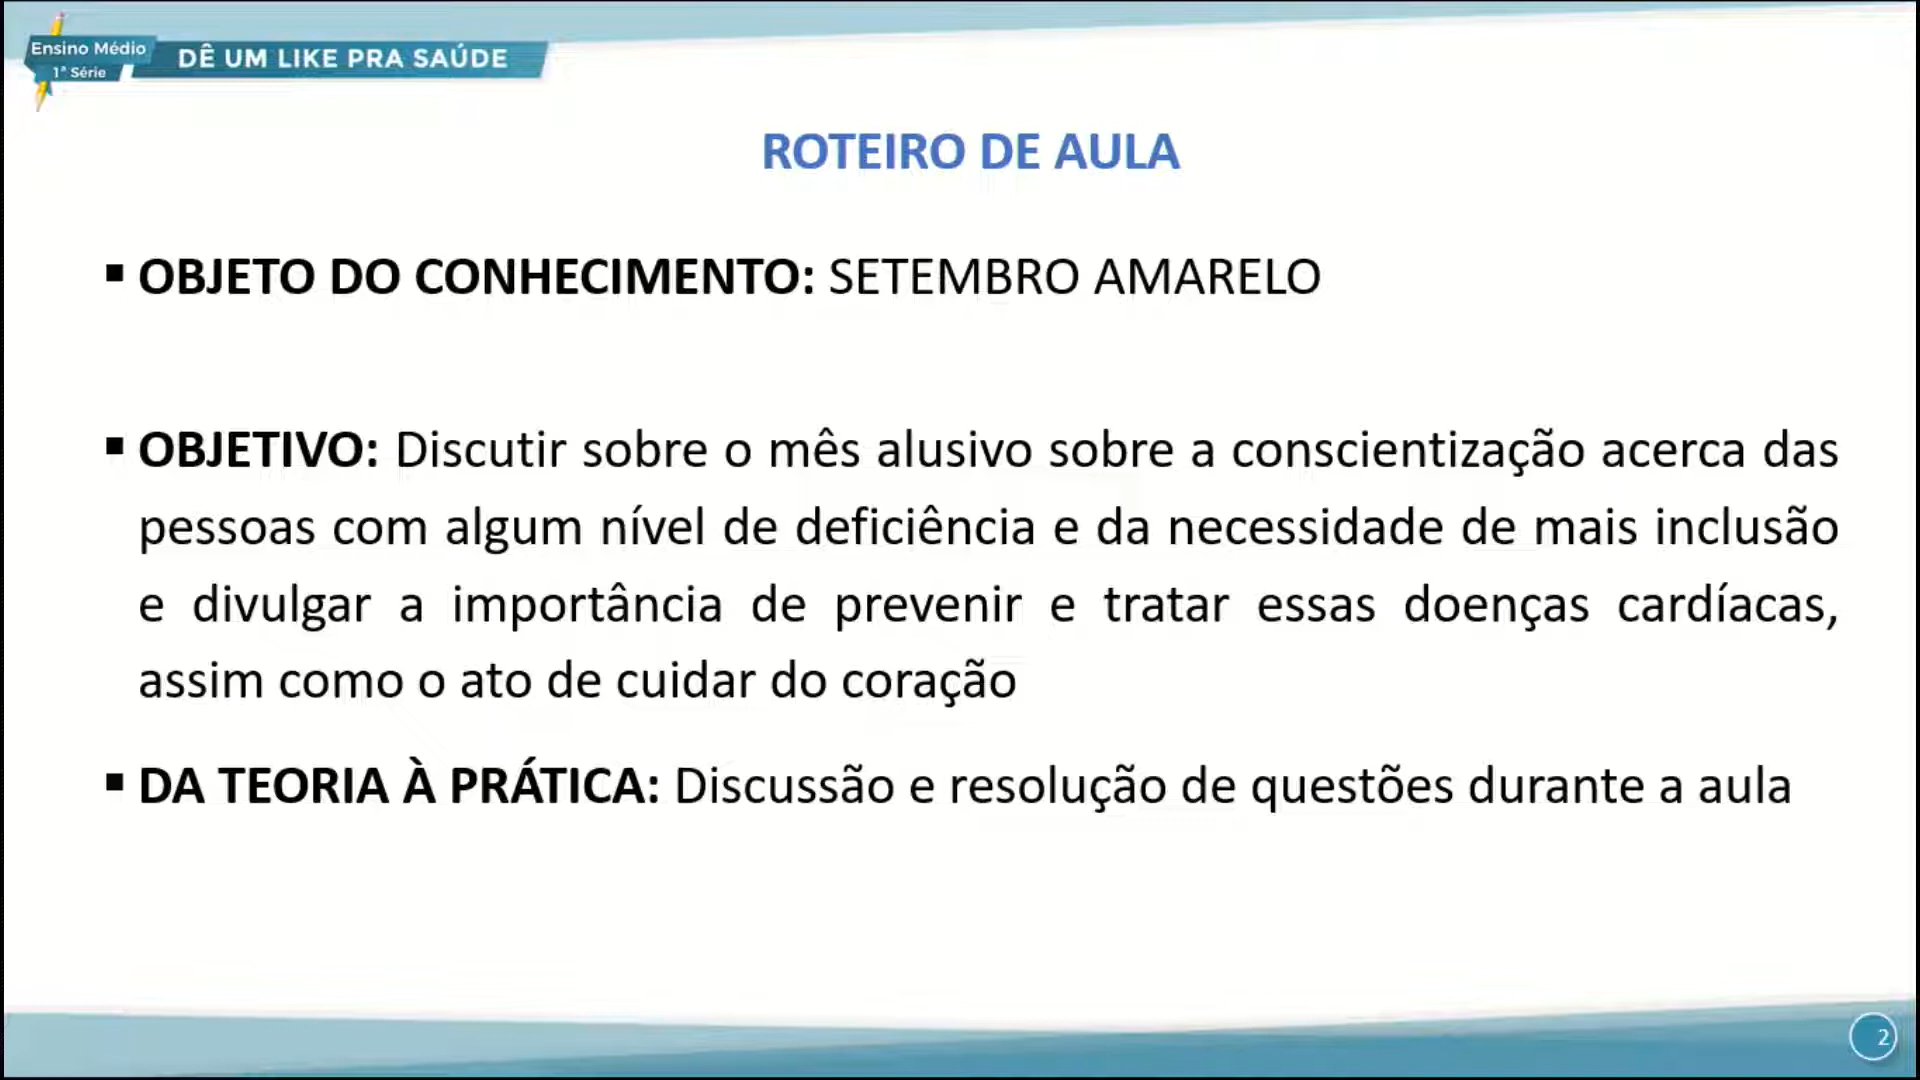 Ensino Médio
1ª Série
DÊ UM LIKE PRA SAÚDE
ROTEIRO DE AULA
▪ OBJETO DO CONHECIMENTO: SETEMBRO AMARELO
▪ OBJETIVO: Discutir sobre o mês alusivo sobre a conscientização acerca das
pessoas com algum nível de deficiência e da necessidade de mais inclusão
e divulgar a importância de prevenir e tratar essas doenças cardíacas,
assim como o ato de cuidar do coração
▪ DA TEORIA À PRÁTICA: Discussão e resolução de questões durante a aula
2